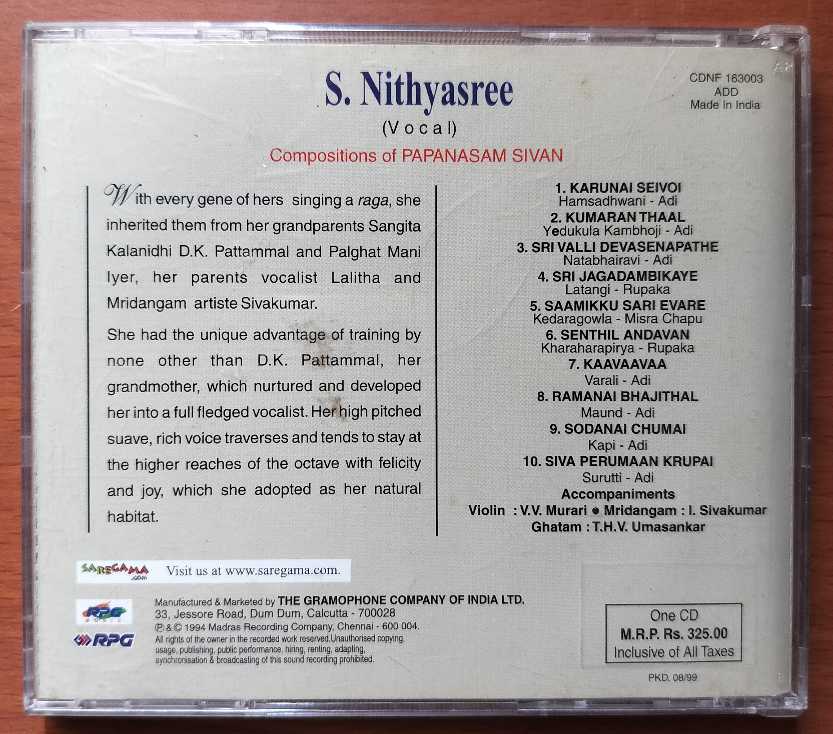 S. Nithyasree
(Vocal)
Compositions of PAPANASAM SIVAN
CDNF 163003
ADD
Made in India
With every gene of hers singing a raga, she
inherited them from her grandparents Sangita
Kalanidhi D.K. Pattammal and Palghat Mani
Iyer, her parents vocalist Lalitha and
Mridangam artiste Sivakumar.
She had the unique advantage of training by
none other than D.K. Pattammal, her
grandmother, which nurtured and developed
her into a full fledged vocalist. Her high pitched
suave, rich voice traverses and tends to stay at
the higher reaches of the octave with felicity
and joy, which she adopted as her natural
habitat.
1. KARUNAI SEIVOI
Hamsadhwani - Adi
2. KUMARAN THAAL
Yedukula Kambhoji - Adi
3. SRI VALLI DEVASENAPATHE
Natabhairavi - Adi
4. SRI JAGADAMBIKAYE
Latangi - Rupaka
5. SAAMIKKU SARI EVARE
Kedaragowla - Misra Chapu
6. SENTHIL ANDAVAN
Kharaharapirya - Rupaka
7. KAAVAAVAA
Varali - Adi
8. RAMANAI BHAJITHAL
Maund - Adi
9. SODANAI CHUMAI
Kapi - Adi
10. SIVA PERUMAAN KRUPAI
Surutti - Adi
Accompaniments
Violin : V.V. Murari ● Mridangam : I. Sivakumar
Ghatam : T.H.V. Umasankar
SAREGAMA.com Visit us at www.saregama.com.
RPG MUSIC
RPG
Manufactured & Marketed by THE GRAMOPHONE COMPANY OF INDIA LTD.
33, Jessore Road, Dum Dum, Calcutta - 700028
℗ & © 1994 Madras Recording Company, Chennai - 600 004.
All rights of the owner in the recorded work reserved.Unauthorised copying,
usage, publishing, public performance, hiring, renting, adapting,
synchronisation & broadcasting of this sound recording prohibited.
One CD
M.R.P. Rs. 325.00
Inclusive of All Taxes
PKD. 08/99